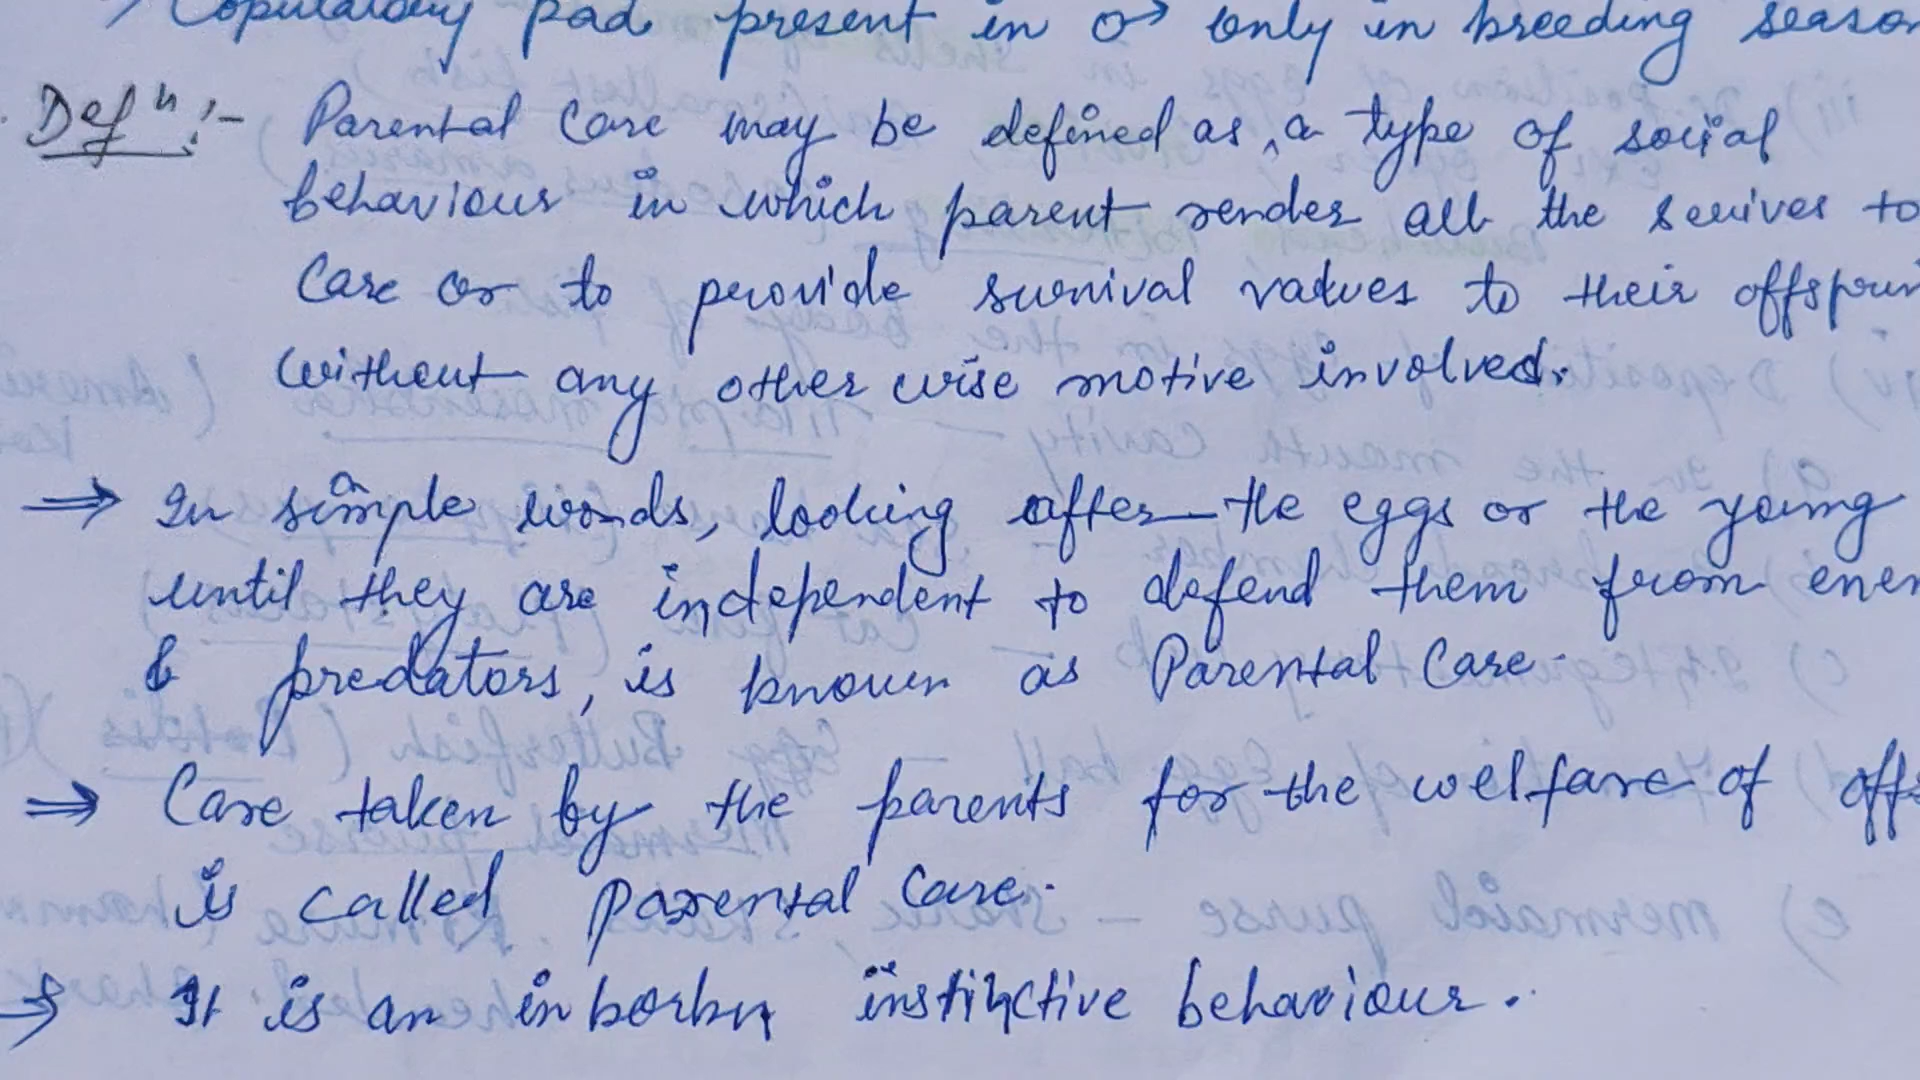 → Copulatory pad present in ♂ only in breeding season
Defⁿ :- Parental Care may be defined as, a type of social
behaviour in which parent render all the serives to
Care or to provide survival values to their offsprin
without any other wise motive involved.
⇒ In simple words, looking after the eggs or the young
until they are independent to defend them from enem
& predators, is known as Parental Care.
⇒ Care taken by the parents for the welfare of offs
is called Parental Care.
⇒ It is an inborbn instinctive behaviour.